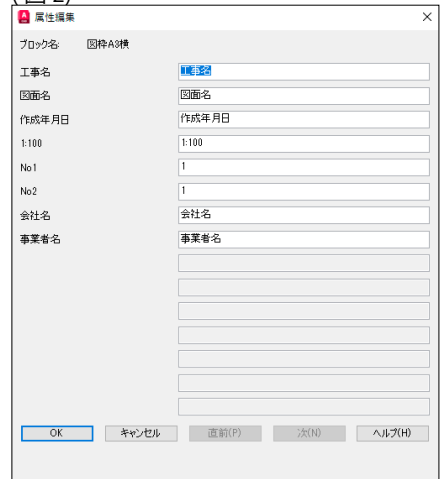 (図2)
属性編集
ブロック名: 図枠A3横
工事名 工事名
図面名 図面名
作成年月日 作成年月日
1:100 1:100
No1 1
No2 1
会社名 会社名
事業者名 事業者名
OK キャンセル 直前(P) 次(N) ヘルプ(H)